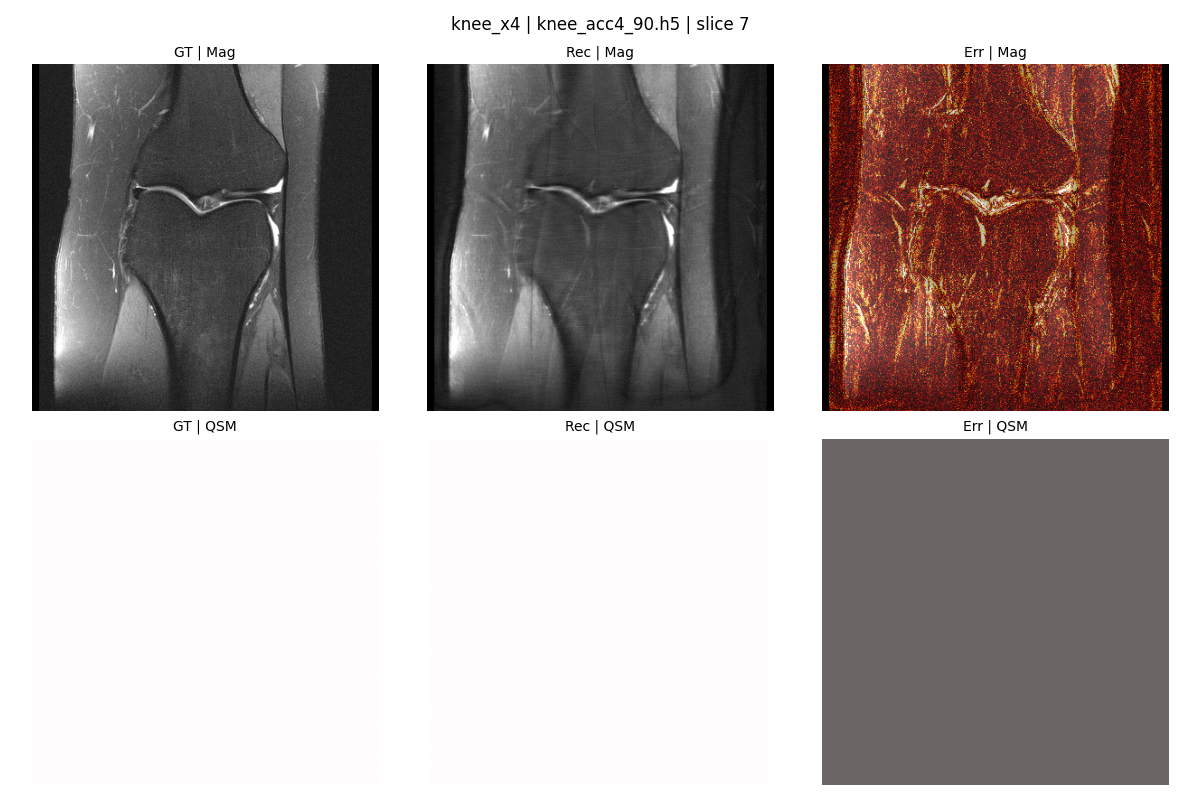 knee_x4 | knee_acc4_90.h5 | slice 7
GT | Mag
Rec | Mag
Err | Mag
GT | QSM
Rec | QSM
Err | QSM